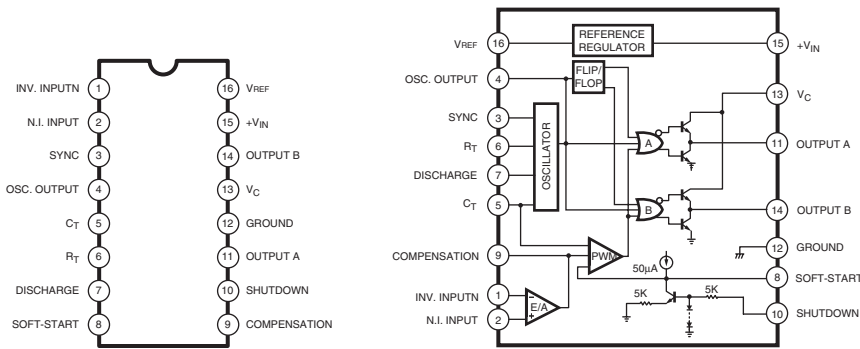 INV. INPUTN 1 16 VREF
N.I. INPUT 2 15 +VIN
SYNC 3 14 OUTPUT B
OSC. OUTPUT 4 13 VC
CT 5 12 GROUND
RT 6 11 OUTPUT A
DISCHARGE 7 10 SHUTDOWN
SOFT-START 8 9 COMPENSATION
VREF 16 REFERENCE 15 +VIN
REGULATOR
OSC. OUTPUT 4 FLIP/
FLOP
13 VC
SYNC 3
RT 6 OSCILLATOR A 11 OUTPUT A
DISCHARGE 7
CT 5 B 14 OUTPUT B
12 GROUND
COMPENSATION 9 PWM 50µA
8 SOFT-START
INV. INPUTN 1 − 5K 5K
E/A
N.I. INPUT 2 + 10 SHUTDOWN